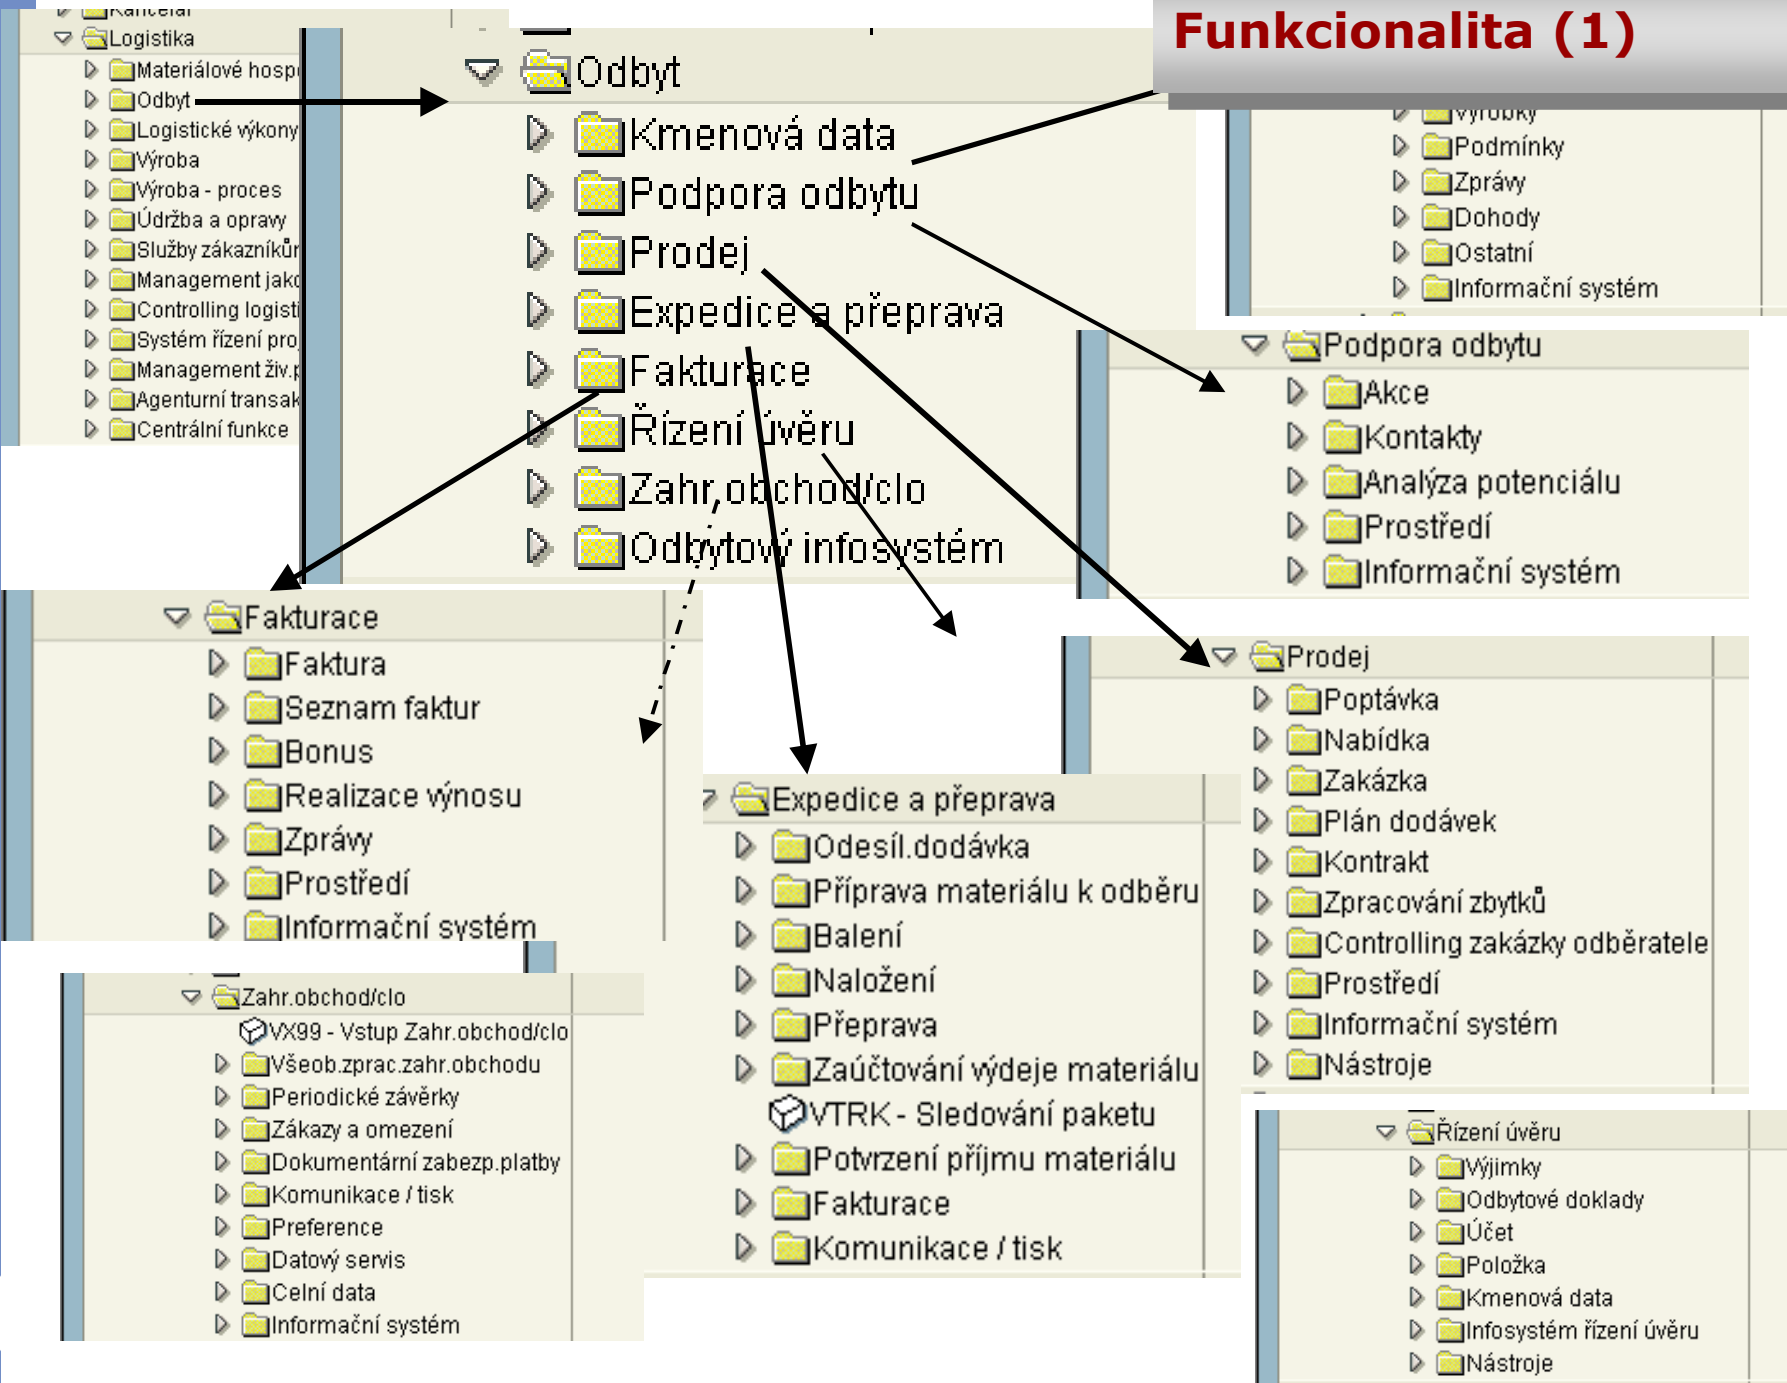 Funkcionalita (1)
Kancelář
Logistika
Materiálové hosp
Odbyt
Logistické výkony
Výroba
Výroba - proces
Údržba a opravy
Služby zákazníků
Management jako
Controlling logisti
Systém řízení pro
Management živ.
Agenturní transak
Centrální funkce
Odbyt
Kmenová data
Podpora odbytu
Prodej
Expedice a přeprava
Fakturace
Řízení úvěru
Zahr.obchod/clo
Odbytový infosystém
Výrobky
Podmínky
Zprávy
Dohody
Ostatní
Informační systém
Podpora odbytu
Akce
Kontakty
Analýza potenciálu
Prostředí
Informační systém
Fakturace
Faktura
Seznam faktur
Bonus
Realizace výnosu
Zprávy
Prostředí
Informační systém
Prodej
Poptávka
Nabídka
Zakázka
Plán dodávek
Kontrakt
Zpracování zbytků
Controlling zakázky odběratele
Prostředí
Informační systém
Nástroje
Expedice a přeprava
Odesíl.dodávka
Příprava materiálu k odběru
Balení
Naložení
Přeprava
Zaúčtování výdeje materiálu
VTRK - Sledování paketu
Potvrzení příjmu materiálu
Fakturace
Komunikace / tisk
Zahr.obchod/clo
VX99 - Vstup Zahr.obchod/clo
Všeob.zprac.zahr.obchodu
Periodické závěrky
Zákazy a omezení
Dokumentární zabezp.platby
Komunikace / tisk
Preference
Datový servis
Celní data
Informační systém
Řízení úvěru
Výjimky
Odbytové doklady
Účet
Položka
Kmenová data
Infosystém řízení úvěru
Nástroje